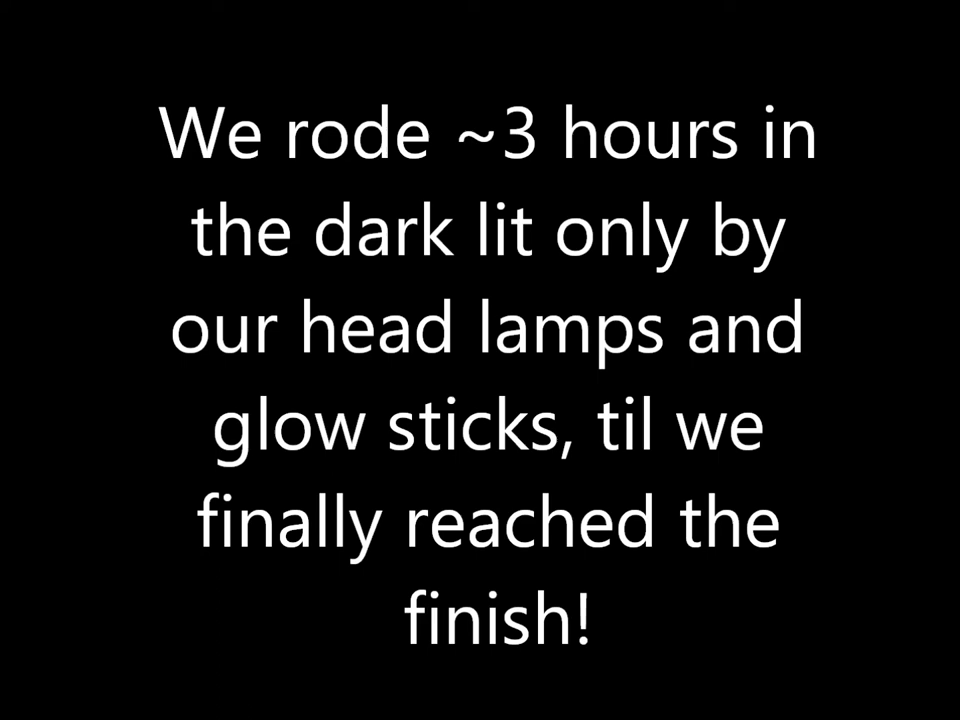 We rode ~3 hours in
the dark lit only by
our head lamps and
glow sticks, til we
finally reached the
finish!